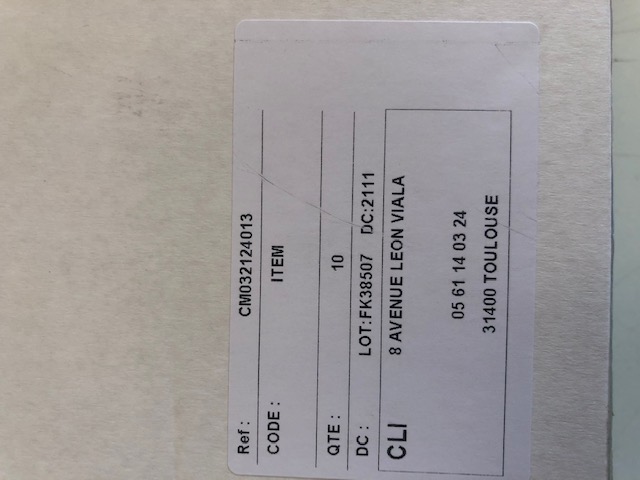 Ref : CM032124013
CODE : ITEM
QTE : 10
DC : LOT:FK38507 DC:2111
CLI 8 AVENUE LEON VIALA
05 61 14 03 24
31400 TOULOUSE